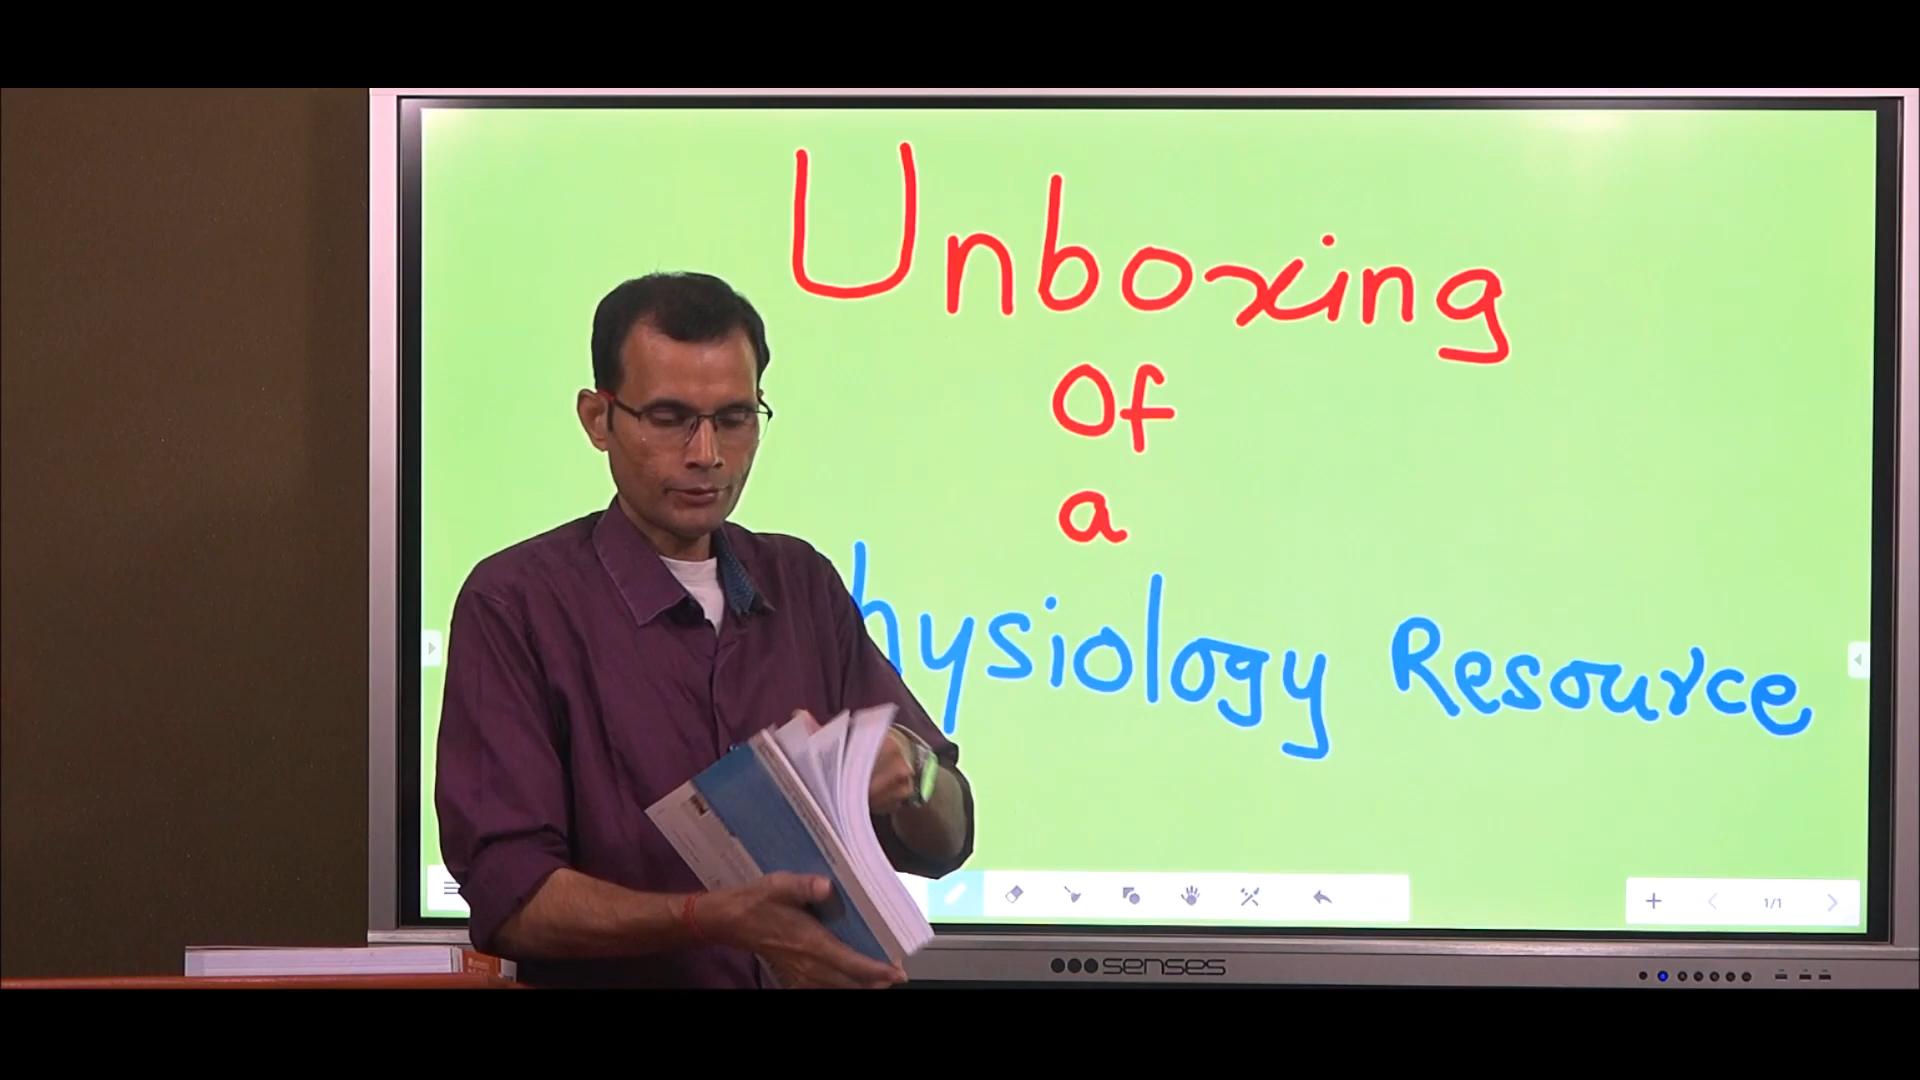 Unboxing
Of
a
hysiology Resource
1/1
senses